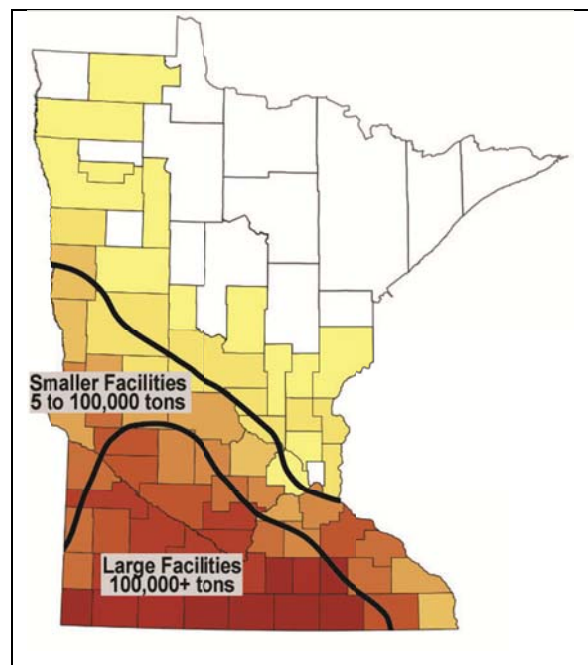 Smaller Facilities
5 to 100,000 tons
Large Facilities
100,000+ tons